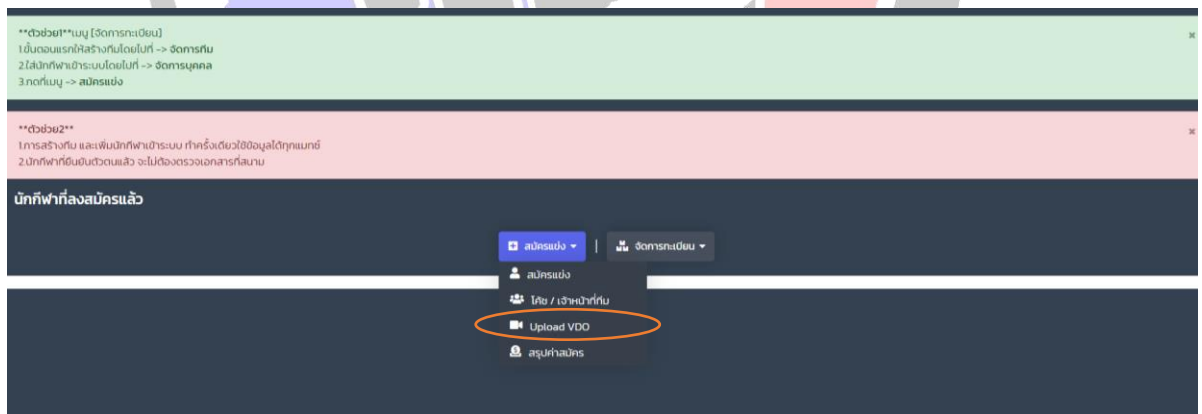 **ตัวช่วย1**เมนู [จัดการทะเบียน]
1.ขั้นตอนแรกให้สร้างทีมโดยไปที่ -> จัดการทีม
2.ใส่นักกีฬาเข้าระบบโดยไปที่ -> จัดการบุคคล
3.กดที่เมนู -> สมัครแข่ง
**ตัวช่วย2**
1.การสร้างทีม และเพิ่มนักกีฬาเข้าระบบ ทำครั้งเดียวใช้ข้อมูลได้ทุกแมทช์
2.นักกีฬาที่ยืนยันตัวตนแล้ว จะไม่ต้องตรวจเอกสารที่สนาม
นักกีฬาที่ลงสมัครแล้ว
สมัครแข่ง | จัดการทะเบียน
สมัครแข่ง
โค้ช / เจ้าหน้าที่ทีม
Upload VDO
สรุปค่าสมัคร